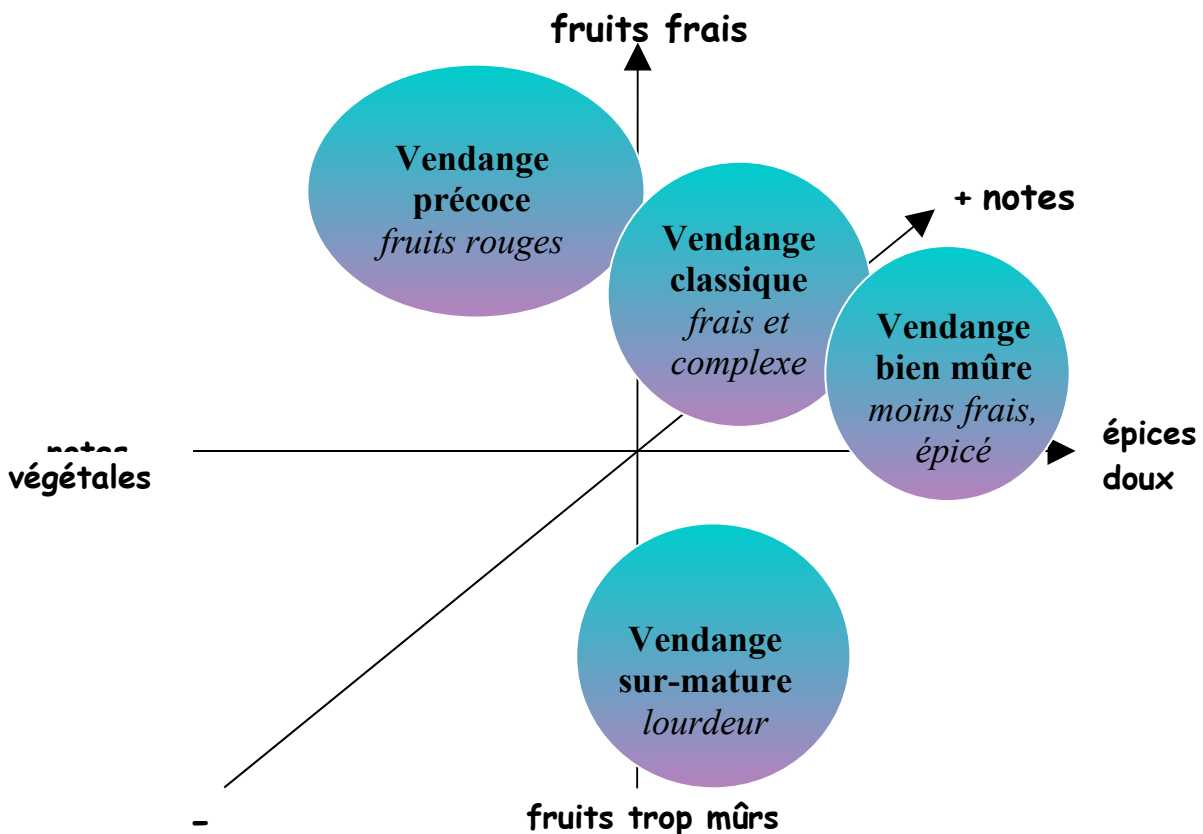 fruits frais
Vendange
précoce
fruits rouges
+ notes
Vendange
classique
frais et
complexe
Vendange
bien mûre
moins frais,
épicé
notes
végétales
épices
doux
Vendange
sur-mature
lourdeur
-
fruits trop mûrs